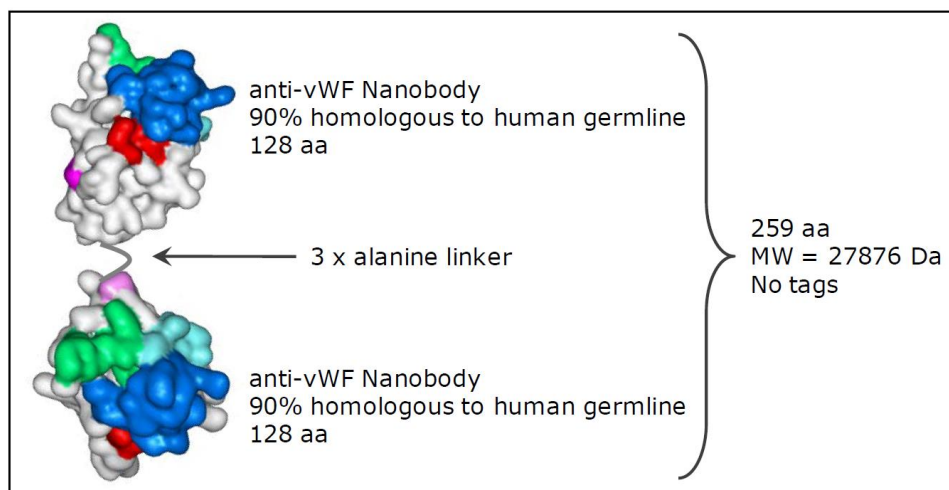 anti-vWF Nanobody
90% homologous to human germline
128 aa
3 x alanine linker
259 aa
MW = 27876 Da
No tags
anti-vWF Nanobody
90% homologous to human germline
128 aa